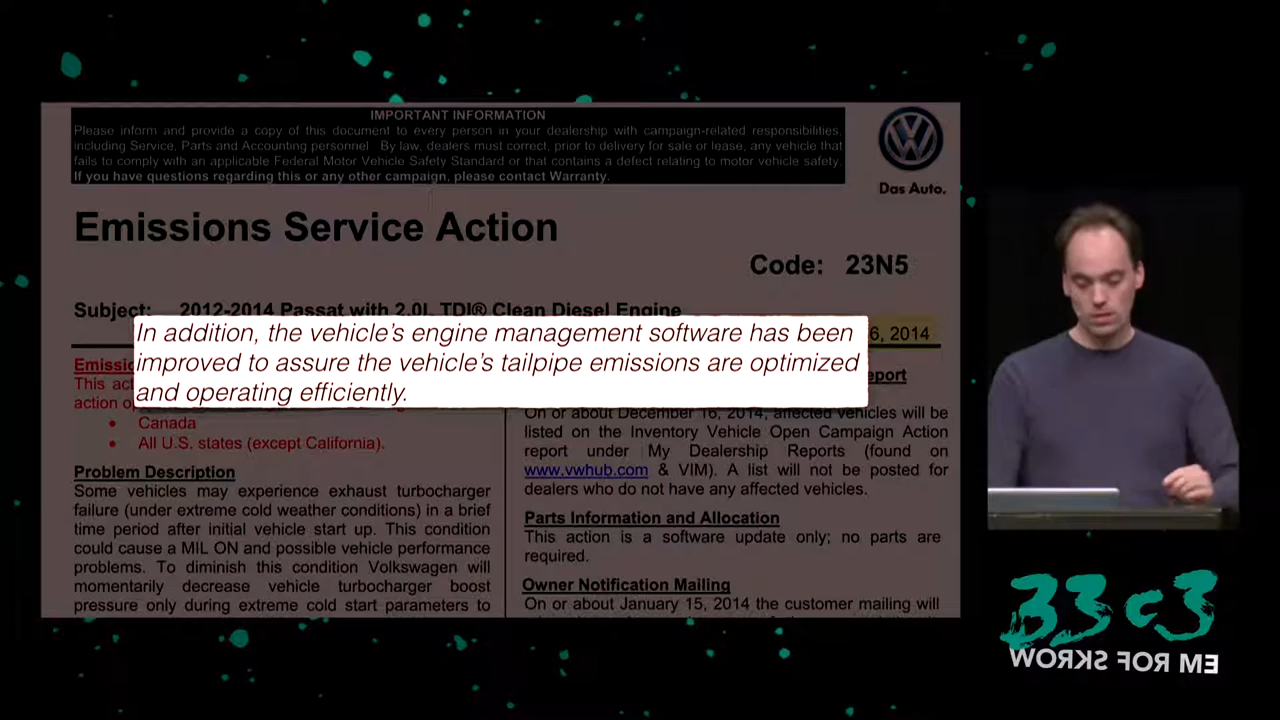 IMPORTANT INFORMATION
Please inform and provide a copy of this document to every person in your dealership with campaign-related responsibilities,
including Service, Parts and Accounting personnel. By law, dealers must correct, prior to delivery for sale or lease, any vehicle that
fails to comply with an applicable Federal Motor Vehicle Safety Standard or that contains a defect relating to motor vehicle safety.
If you have questions regarding this or any other campaign, please contact Warranty.
Das Auto.
Emissions Service Action
Code: 23N5
Subject: 2012-2014 Passat with 2.0L TDI® Clean Diesel Engine
6, 2014
In addition, the vehicle's engine management software has been
improved to assure the vehicle's tailpipe emissions are optimized
and operating efficiently.
This
action
• Canada
• All U.S. states (except California).
Problem Description
Some vehicles may experience exhaust turbocharger
failure (under extreme cold weather conditions) in a brief
time period after initial vehicle start up. This condition
could cause a MIL ON and possible vehicle performance
problems. To diminish this condition Volkswagen will
momentarily decrease vehicle turbocharger boost
pressure only during extreme cold start parameters to
On or about December 16, 2014, affected vehicles will be
listed on the Inventory Vehicle Open Campaign Action
report under My Dealership Reports (found on
www.vwhub.com & VIM). A list will not be posted for
dealers who do not have any affected vehicles.
Parts Information and Allocation
This action is a software update only; no parts are
required.
Owner Notification Mailing
On or about January 15, 2014 the customer mailing will
33c3
WORKS FOR ME